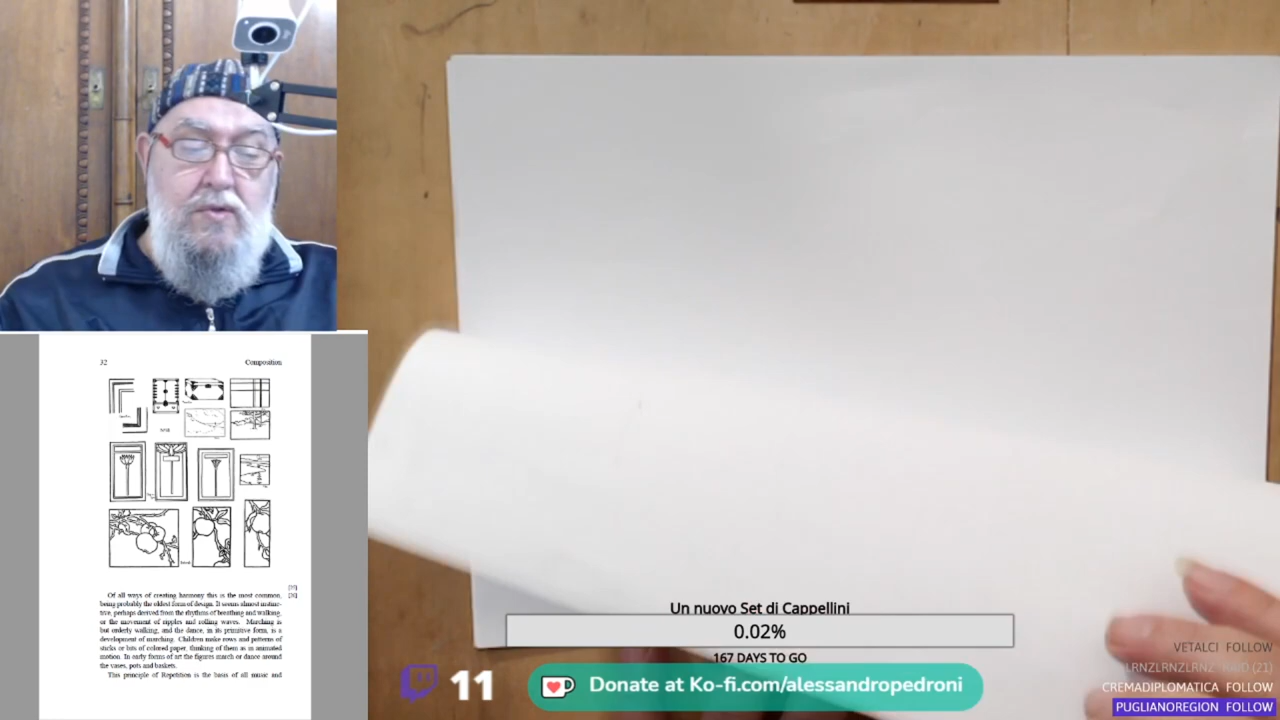 32 Composition
Of all ways of creating harmony this is the most common,
being probably the oldest form of design. It seems almost instinc-
tive, perhaps derived from the rhythms of breathing and walking,
or the movement of ripples and rolling waves. Marching is
but orderly walking, and the dance, in its primitive form, is a
development of marching. Children make rows and patterns of
sticks or bits of colored paper, thinking of them as in animated
motion. In early forms of art the figures march or dance around
the vases, pots and baskets.
This principle of Repetition is the basis of all music and
Un nuovo Set di Cappellini
0.02%
167 DAYS TO GO
11
Donate at Ko-fi.com/alessandropedroni
VETALCI FOLLOW
LRNZLRNZLRNZ RAID (21)
CREMADIPLOMATICA FOLLOW
PUGLIANOREGION FOLLOW